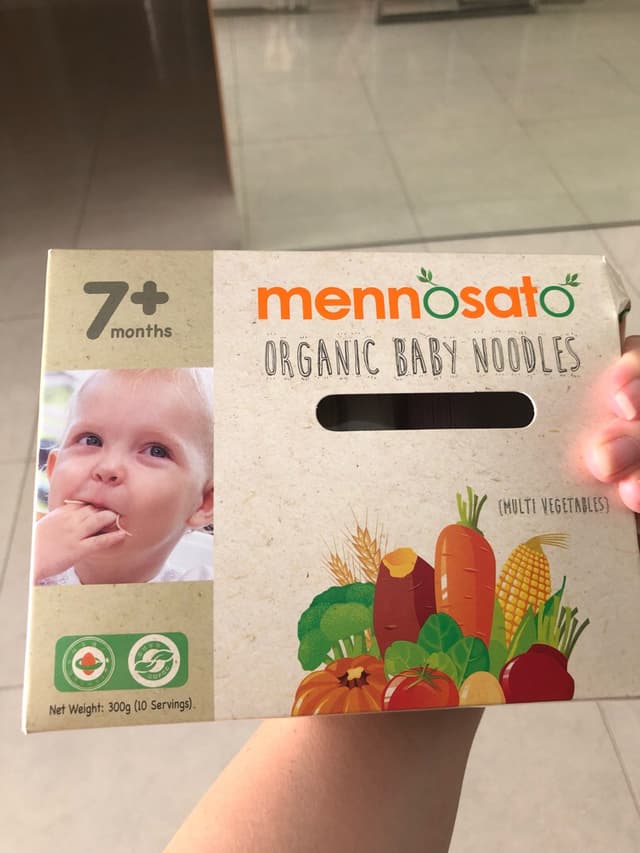 7+
months
mennosato
ORGANIC BABY NOODLES
(MULTI VEGETABLES)
Net Weight: 300g (10 Servings).